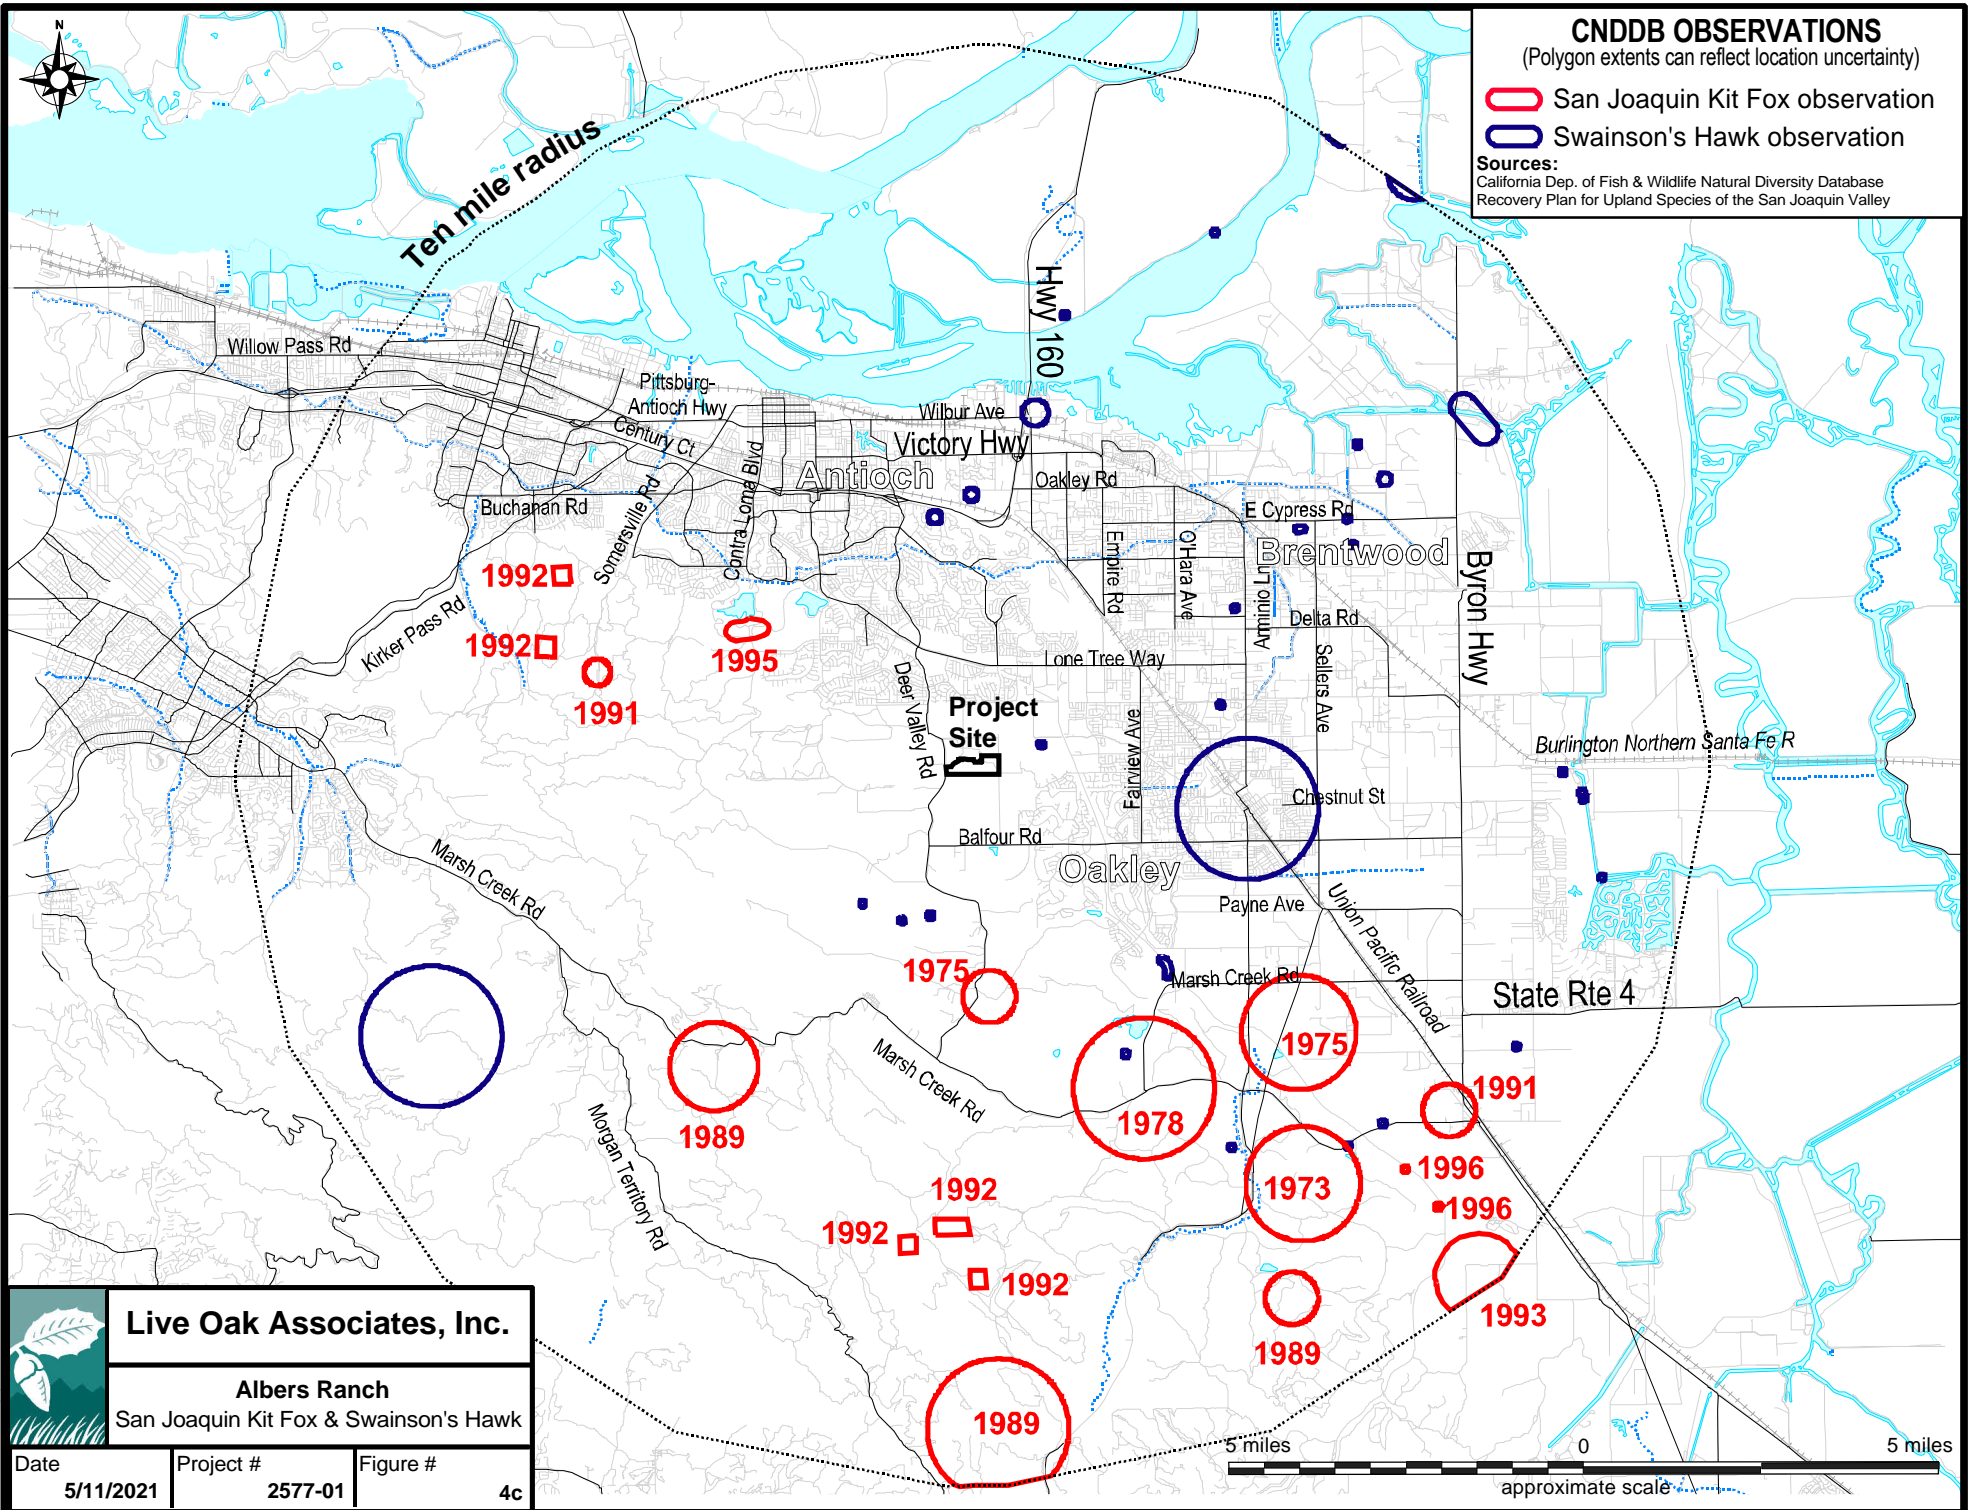 N
CNDDB OBSERVATIONS
(Polygon extents can reflect location uncertainty)
San Joaquin Kit Fox observation
Swainson's Hawk observation
Sources:
California Dep. of Fish & Wildlife Natural Diversity Database
Recovery Plan for Upland Species of the San Joaquin Valley
Ten mile radius
Hwy 160
Willow Pass Rd
Pittsburg-
Antioch Hwy
Century Ct
Wilbur Ave
Victory Hwy
Antioch
Contra Loma Blvd
Somersville Rd
Buchanan Rd
Oakley Rd
E Cypress Rd
Brentwood
Empire Rd
O'Hara Ave
Arminio Ln
Byron Hwy
1992
Kirker Pass Rd
1992
1991
1995
Delta Rd
Lone Tree Way
Sellers Ave
Deer Valley Rd
Project
Site
Fairview Ave
Burlington Northern Santa Fe R
Chestnut St
Balfour Rd
Oakley
Marsh Creek Rd
Payne Ave
Union Pacific Railroad
1975
Marsh Creek Rd
State Rte 4
1975
Marsh Creek Rd
1991
1978
1989
Morgan Territory Rd
1996
1973
1992
1996
1992
1992
1993
1989
1989
Live Oak Associates, Inc.
Albers Ranch
San Joaquin Kit Fox & Swainson's Hawk
Date
5/11/2021
Project #
2577-01
Figure #
4c
5 miles
0
5 miles
approximate scale